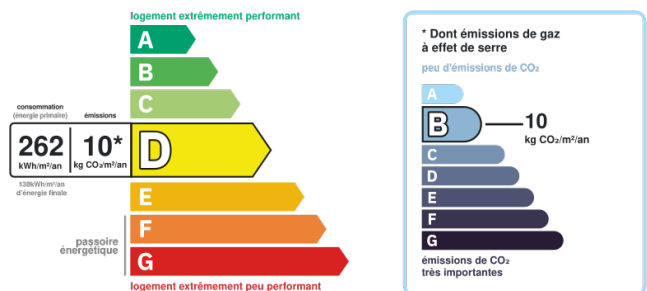 logement extrêmement performant
A
B
C
consommation
(énergie primaire)
émissions
262
kWh/m²/an
10*
kg CO₂/m²/an
D
138kWh/m²/an
d'énergie finale
E
F
G
passoire
énergétique
logement extrêmement peu performant
* Dont émissions de gaz
à effet de serre
peu d'émissions de CO₂
A
B
10
kg CO₂/m²/an
C
D
E
F
G
émissions de CO₂
très importantes